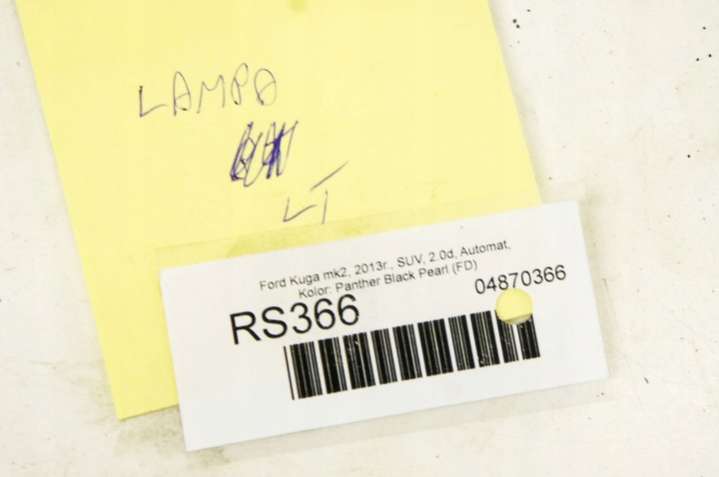 LAMPA
LT
Ford Kuga mk2, 2013r., SUV, 2.0d, Automat,
Kolor: Panther Black Pearl (FD)
RS366
04870366